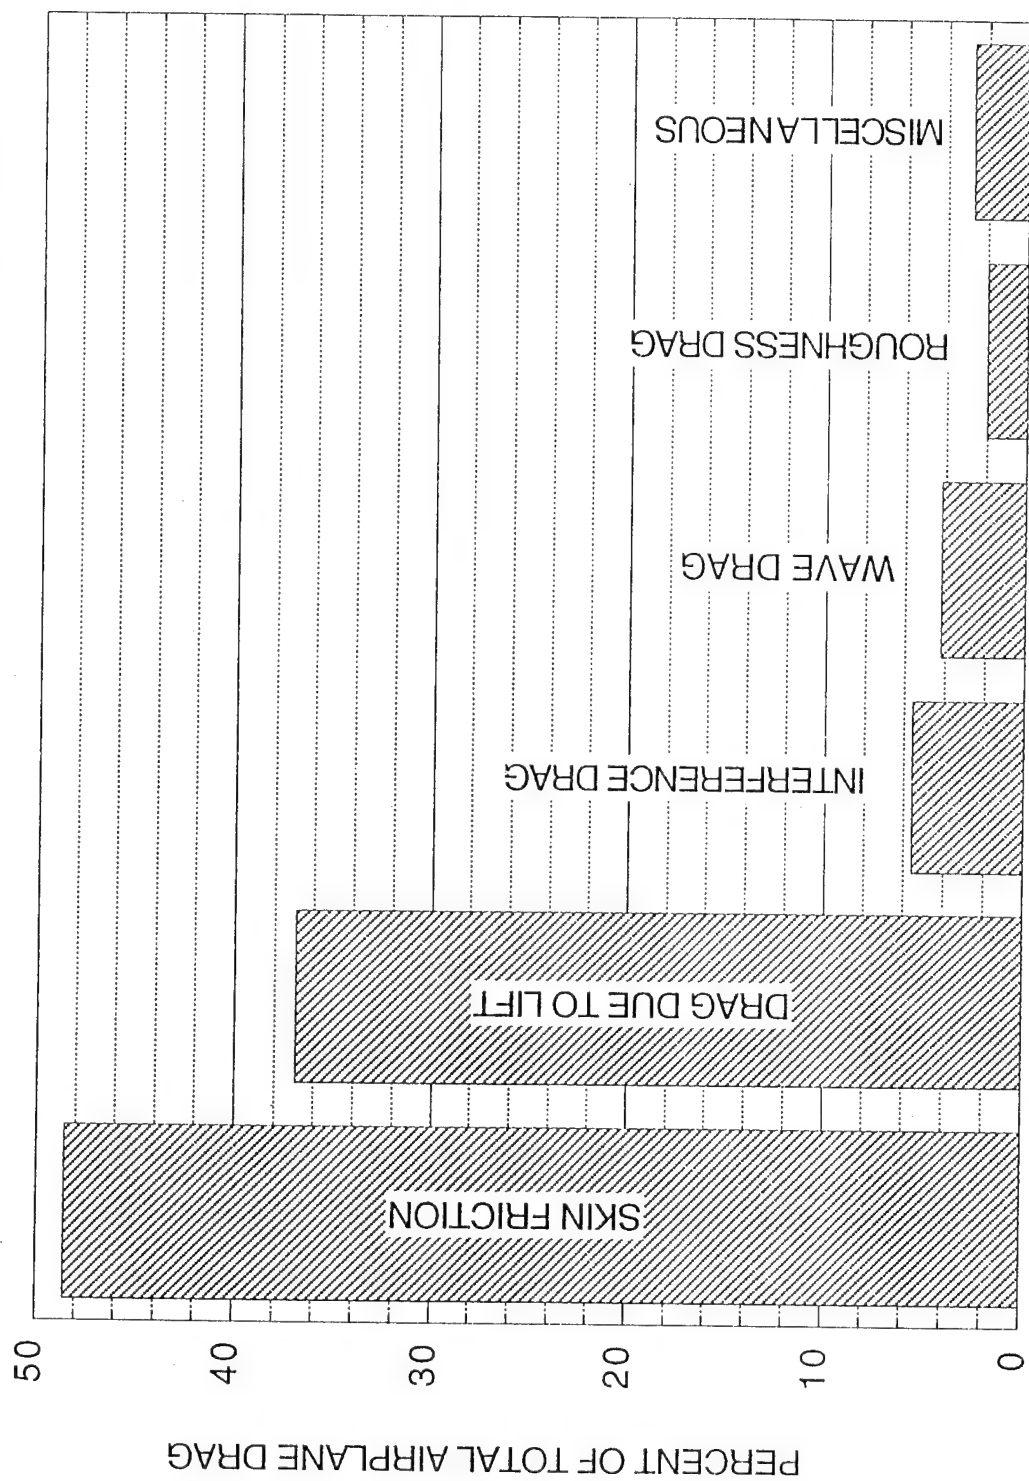 PERCENT OF TOTAL AIRPLANE DRAG
50
40
30
20
10
0
SKIN FRICTION
DRAG DUE TO LIFT
INTERFERENCE DRAG
WAVE DRAG
ROUGHNESS DRAG
MISCELLANEOUS